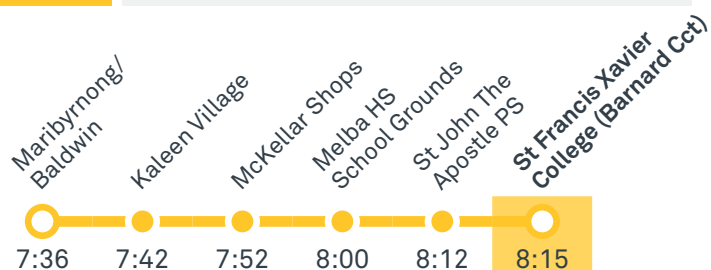 Maribyrnong/
Baldwin
Kaleen Village
McKellar Shops
Melba HS
School Grounds
St John The
Apostle PS
St Francis Xavier
College (Barnard Cct)
7:36 7:42 7:52 8:00 8:12 8:15